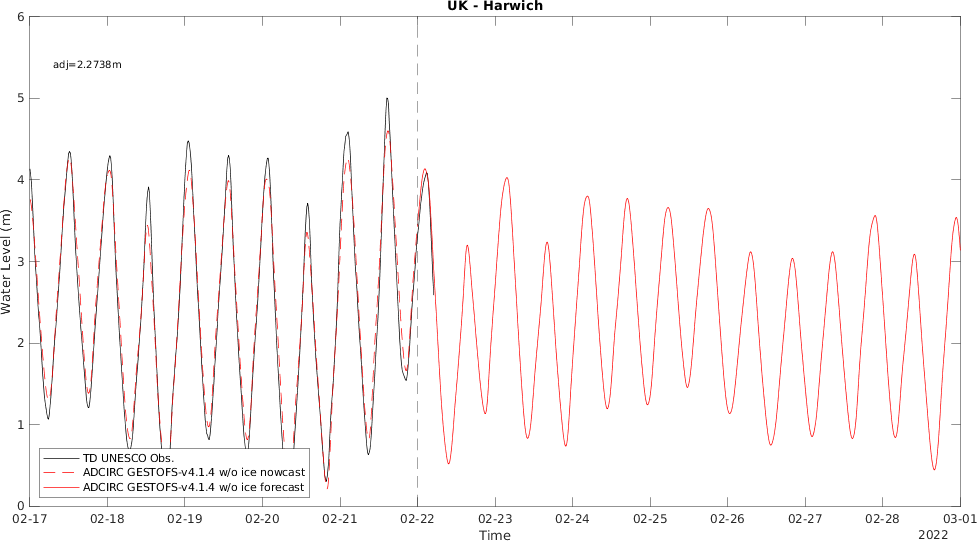 UK - Harwich
adj=2.2738m
Water Level (m)
6
5
4
3
2
1
0
TD UNESCO Obs.
ADCIRC GESTOFS-v4.1.4 w/o ice nowcast
ADCIRC GESTOFS-v4.1.4 w/o ice forecast
02-17 02-18 02-19 02-20 02-21 02-22 02-23 02-24 02-25 02-26 02-27 02-28 03-01
Time
2022